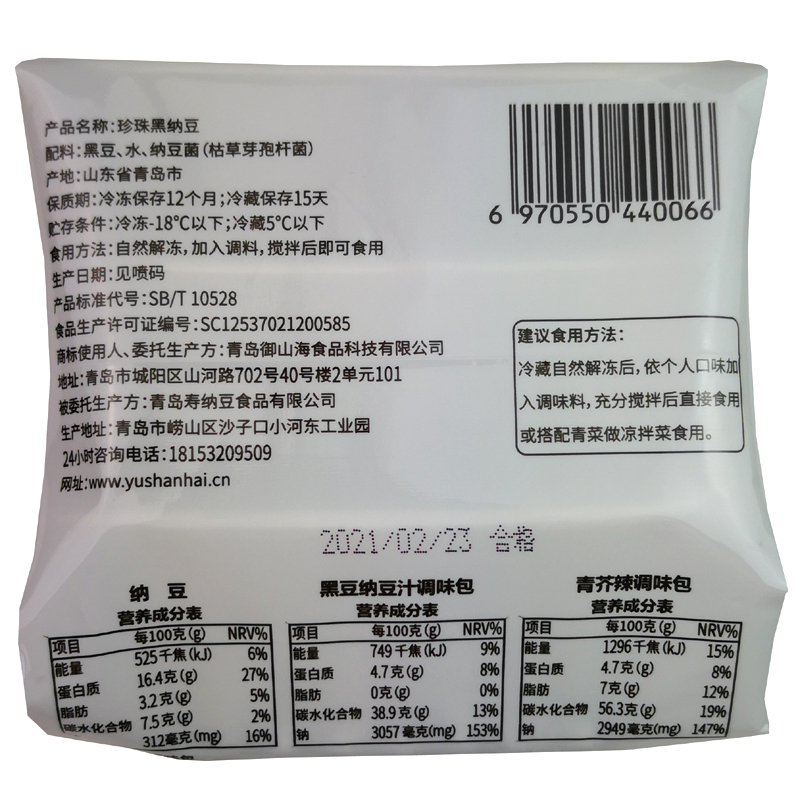 产品名称：珍珠黑纳豆
配料：黑豆、水、纳豆菌（枯草芽孢杆菌）
产地：山东省青岛市
保质期：冷冻保存12个月；冷藏保存15天
贮存条件：冷冻-18°C以下；冷藏5°C以下
食用方法：自然解冻，加入调料，搅拌后即可食用
生产日期：见喷码
产品标准代号：SB/T 10528
食品生产许可证编号：SC12537021200585
商标使用人、委托生产方：青岛御山海食品科技有限公司
地址：青岛市城阳区山河路702号40号楼2单元101
被委托生产方：青岛寿纳豆食品有限公司
生产地址：青岛市崂山区沙子口小河东工业园
24小时咨询电话：18153209509
网址：www.yushanhai.cn
6 970550 440066
建议食用方法：
冷藏自然解冻后，依个人口味加
入调味料，充分搅拌后直接食用
或搭配青菜做凉拌菜食用。
2021/02/23 合格
纳 豆
营养成分表
项目 每100克(g) NRV%
能量 525千焦(kJ) 6%
蛋白质 16.4克(g) 27%
脂肪 3.2克(g) 5%
碳水化合物 7.5克(g) 2%
312毫克(mg) 16%
黑豆纳豆汁调味包
营养成分表
项目 每100克(g) NRV%
能量 749千焦(kJ) 9%
蛋白质 4.7克(g) 8%
脂肪 0克(g) 0%
碳水化合物 38.9克(g) 13%
钠 3057毫克(mg) 153%
青芥辣调味包
营养成分表
项目 每100克(g) NRV%
能量 1296千焦(kJ) 15%
蛋白质 4.7克(g) 8%
脂肪 7克(g) 12%
碳水化合物 56.3克(g) 19%
钠 2949毫克(mg) 147%